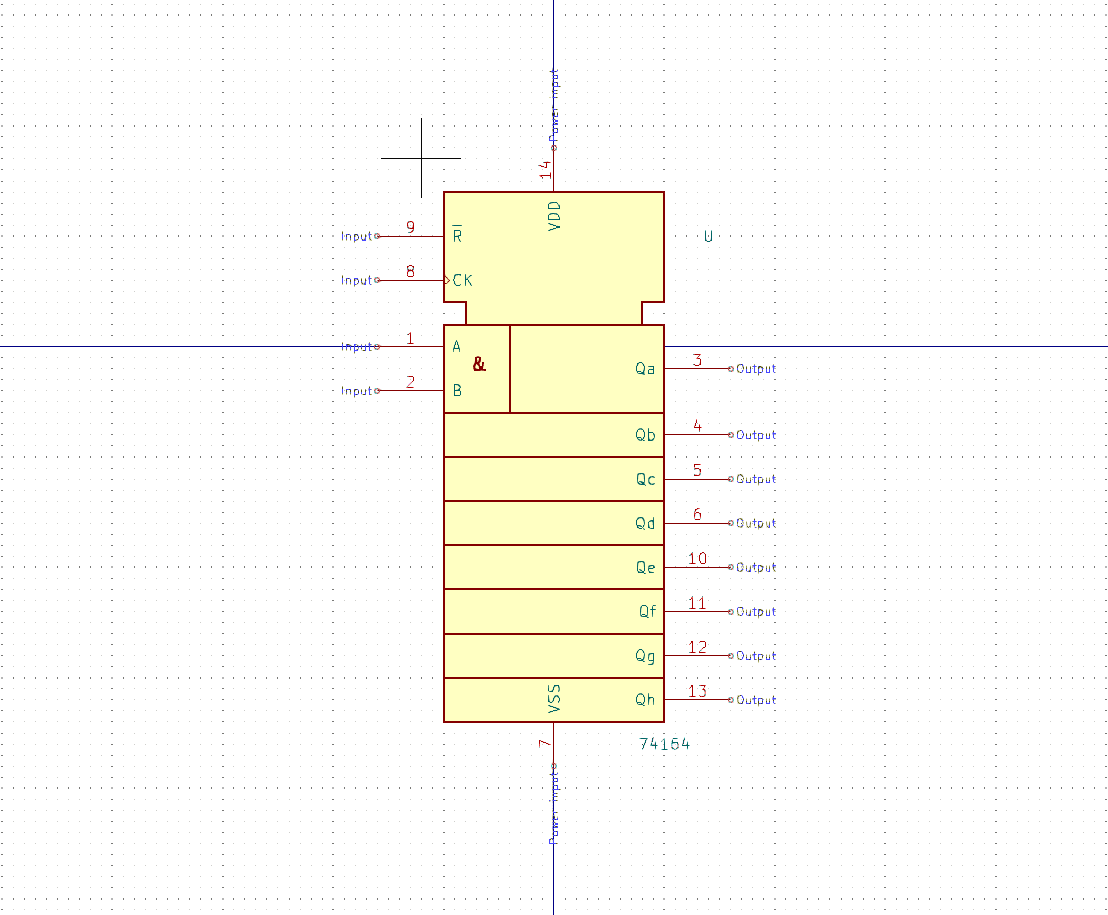 Power input
14
VDD
U
Input 9 R̅
Input 8 CK
Input 1 A
&
Qa 3 Output
Input 2 B
Qb 4 Output
Qc 5 Output
Qd 6 Output
Qe 10 Output
Qf 11 Output
Qg 12 Output
VSS
Qh 13 Output
7
74164
Power input